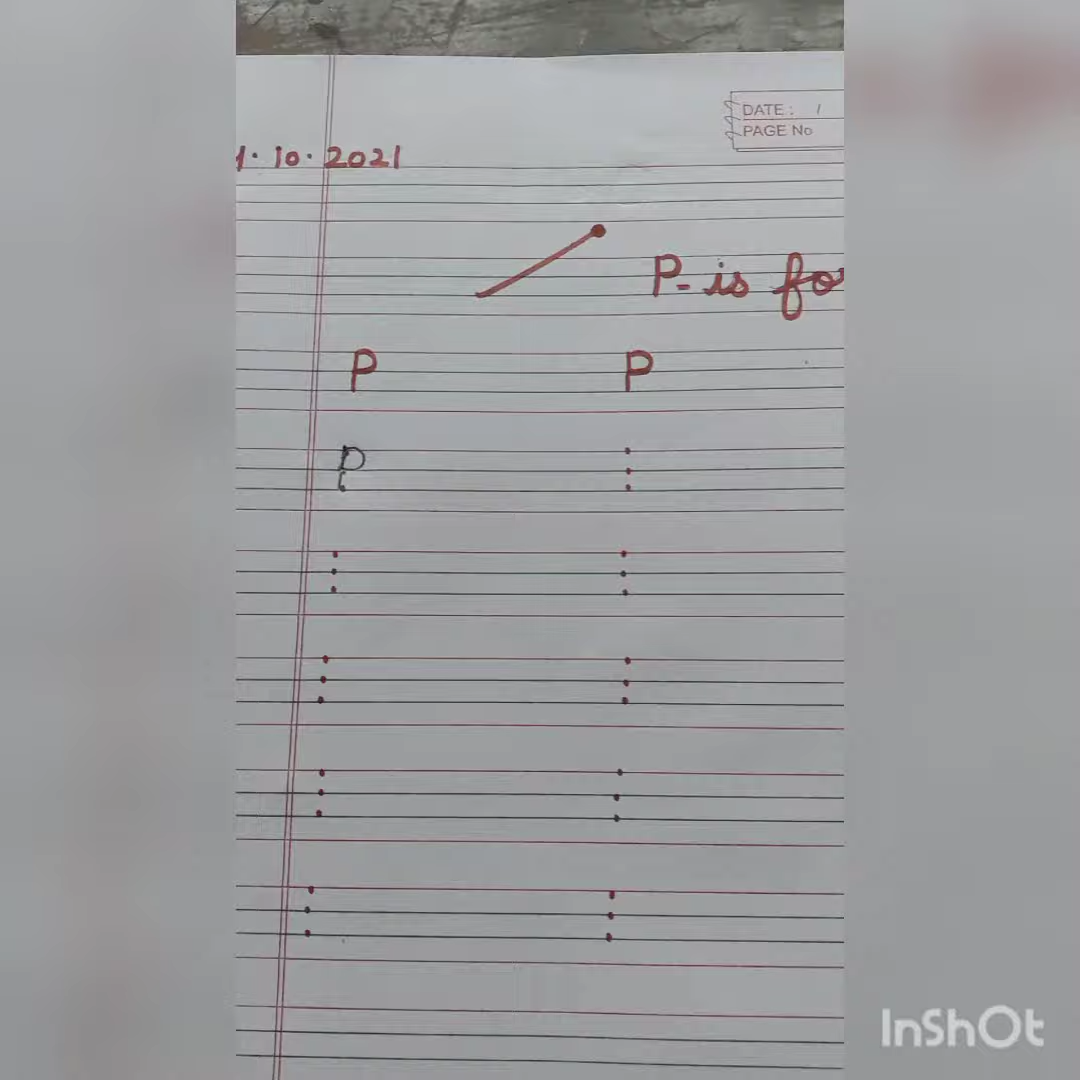 DATE : /
PAGE No
1. 10. 2021
P- is fo
P P
P
InShOt